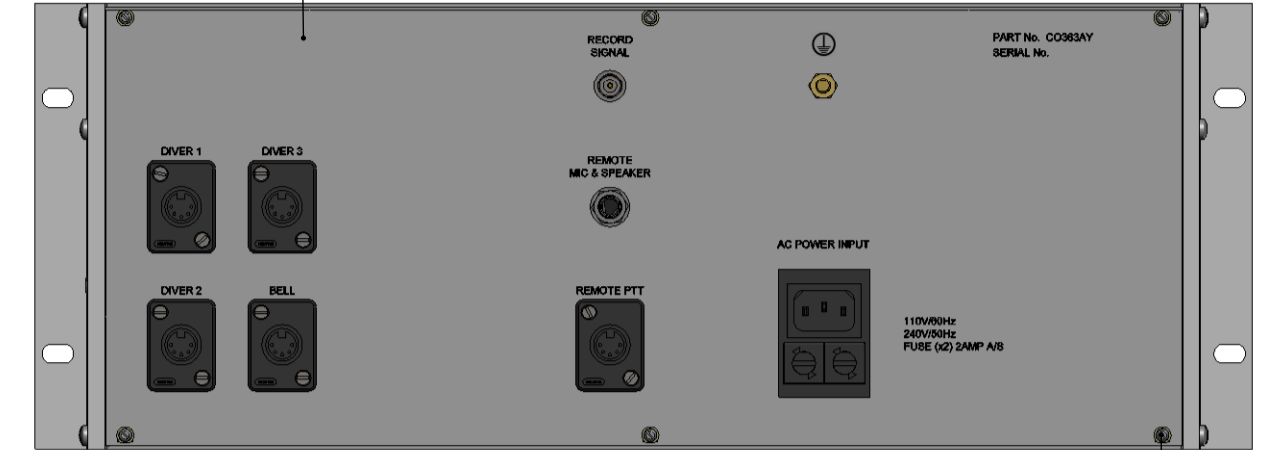 RECORD
SIGNAL
PART No. CO363AY
SERIAL No.
DIVER 1
DIVER 3
REMOTE
MIC & SPEAKER
AC POWER INPUT
DIVER 2
BELL
REMOTE PTT
110V/60Hz
240V/50Hz
FUSE (x2) 2AMP A/S